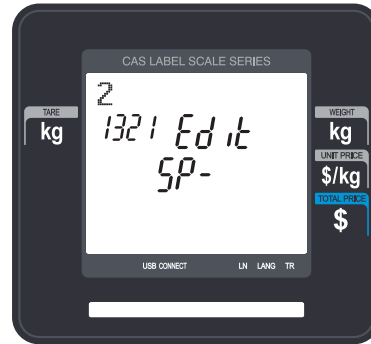 CAS LABEL SCALE SERIES
2
1321 Edit
SP-
TARE
kg
WEIGHT
kg
UNIT PRICE
$/kg
TOTAL PRICE
$
USB CONNECT LN LANG TR